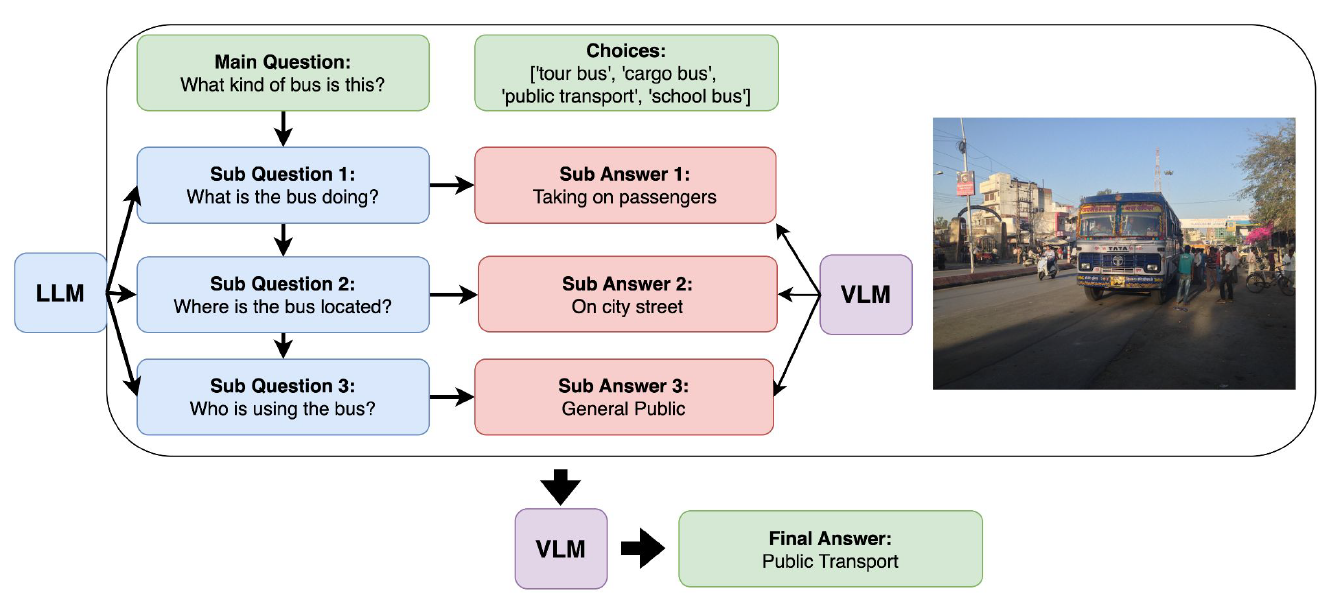 Main Question:
What kind of bus is this?
Choices:
['tour bus', 'cargo bus',
'public transport', 'school bus']
Sub Question 1:
What is the bus doing?
Sub Answer 1:
Taking on passengers
LLM
Sub Question 2:
Where is the bus located?
Sub Answer 2:
On city street
VLM
Sub Question 3:
Who is using the bus?
Sub Answer 3:
General Public
TATA
VLM
Final Answer:
Public Transport